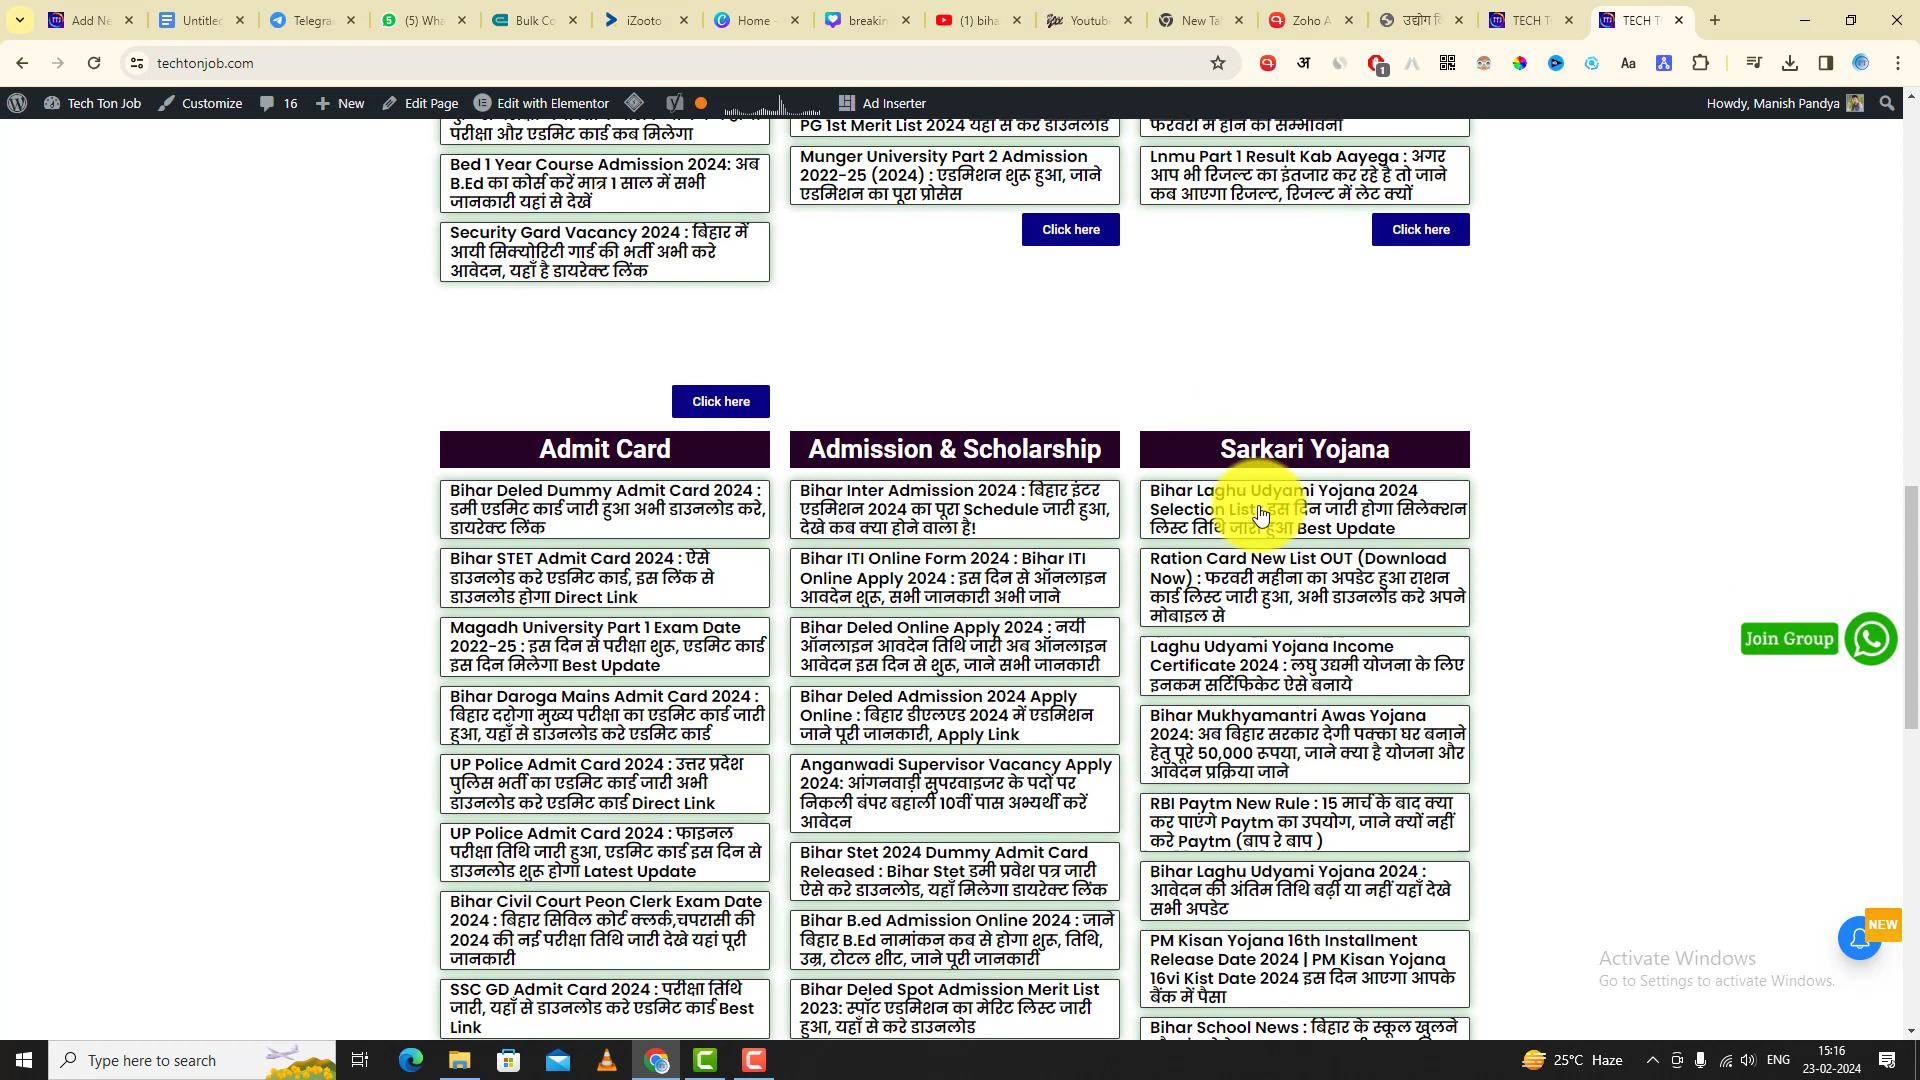 Add Ne
Untitlec
Telegra
(5) Wha
Bulk Co
iZooto
Home -
breakin
(1) biha
Youtub
New Ta
Zoho A
उद्योग वि
TECH T
TECH T
techtonjob.com
Tech Ton Job
Customize
16
New
Edit Page
Edit with Elementor
Ad Inserter
Howdy, Manish Pandya
परीक्षा और एडमिट कार्ड कब मिलेगा
Bed 1 Year Course Admission 2024: अब
B.Ed का कोर्स करें मात्र 1 साल में सभी
जानकारी यहां से देखें
Security Gard Vacancy 2024 : बिहार में
आयी सिक्योरिटी गार्ड की भर्ती अभी करे
आवेदन, यहाँ है डायरेक्ट लिंक
Click here
PG 1st Merit List 2024 यहां से करे डाउनलोड
Munger University Part 2 Admission
2022-25 (2024) : एडमिशन शुरू हुआ, जाने
एडमिशन का पूरा प्रोसेस
Click here
फरवरी में होने की सम्भावना
Lnmu Part 1 Result Kab Aayega : अगर
आप भी रिजल्ट का इंतजार कर रहे है तो जाने
कब आएगा रिजल्ट, रिजल्ट में लेट क्यों
Click here
Admit Card
Bihar Deled Dummy Admit Card 2024 :
डमी एडमिट कार्ड जारी हुआ अभी डाउनलोड करे,
डायरेक्ट लिंक
Bihar STET Admit Card 2024 : ऐसे
डाउनलोड करे एडमिट कार्ड, इस लिंक से
डाउनलोड होगा Direct Link
Magadh University Part 1 Exam Date
2022-25 : इस दिन से परीक्षा शुरू, एडमिट कार्ड
इस दिन मिलेगा Best Update
Bihar Daroga Mains Admit Card 2024 :
बिहार दरोगा मुख्य परीक्षा का एडमिट कार्ड जारी
हुआ, यहाँ से डाउनलोड करे एडमिट कार्ड
UP Police Admit Card 2024 : उत्तर प्रदेश
पुलिस भर्ती का एडमिट कार्ड जारी अभी
डाउनलोड करे एडमिट कार्ड Direct Link
UP Police Admit Card 2024 : फाइनल
परीक्षा तिथि जारी हुआ, एडमिट कार्ड इस दिन से
डाउनलोड शुरू होगा Latest Update
Bihar Civil Court Peon Clerk Exam Date
2024 : बिहार सिविल कोर्ट क्लर्क,चपरासी की
2024 की नई परीक्षा तिथि जारी देखे यहां पूरी
जानकारी
SSC GD Admit Card 2024 : परीक्षा तिथि
जारी, यहाँ से डाउनलोड करे एडमिट कार्ड Best
Link
Admission & Scholarship
Bihar Inter Admission 2024 : बिहार इंटर
एडमिशन 2024 का पूरा Schedule जारी हुआ,
देखे कब क्या होने वाला है!
Bihar ITI Online Form 2024 : Bihar ITI
Online Apply 2024 : इस दिन से ऑनलाइन
आवदेन शुरू, सभी जानकारी अभी जाने
Bihar Deled Online Apply 2024 : नयी
ऑनलाइन आवदेन तिथि जारी अब ऑनलाइन
आवेदन इस दिन से शुरू, जाने सभी जानकारी
Bihar Deled Admission 2024 Apply
Online : बिहार डीएलएड 2024 में एडमिशन
जाने पूरी जानकारी, Apply Link
Anganwadi Supervisor Vacancy Apply
2024: आंगनवाड़ी सुपरवाइजर के पदों पर
निकली बंपर बहाली 10वीं पास अभ्यर्थी करें
आवेदन
Bihar Stet 2024 Dummy Admit Card
Released : Bihar Stet डमी प्रवेश पत्र जारी
ऐसे करे डाउनलोड, यहाँ मिलेगा डायरेक्ट लिंक
Bihar B.ed Admission Online 2024 : जाने
बिहार B.Ed नामांकन कब से होगा शुरू, तिथि,
उम्र, टोटल शीट, जाने पूरी जानकारी
Bihar Deled Spot Admission Merit List
2023: स्पॉट एडमिशन का मेरिट लिस्ट जारी
हुआ, यहाँ से करे डाउनलोड
Sarkari Yojana
Bihar Laghu Udyami Yojana 2024
Selection List इस दिन जारी होगा सिलेक्शन
लिस्ट तिथि जारी हुआ Best Update
Ration Card New List OUT (Download
Now) : फरवरी महीना का अपडेट हुआ राशन
कार्ड लिस्ट जारी हुआ, अभी डाउनलोड करे अपने
मोबाइल से
Laghu Udyami Yojana Income
Certificate 2024 : लघु उद्यमी योजना के लिए
इनकम सर्टिफिकेट ऐसे बनाये
Bihar Mukhyamantri Awas Yojana
2024: अब बिहार सरकार देगी पक्का घर बनाने
हेतु पूरे 50,000 रूपया, जाने क्या है योजना और
आवेदन प्रक्रिया जाने
RBI Paytm New Rule : 15 मार्च के बाद क्या
कर पाएंगे Paytm का उपयोग, जाने क्यों नहीं
करे Paytm (बाप रे बाप )
Bihar Laghu Udyami Yojana 2024 :
आवेदन की अंतिम तिथि बढ़ी या नहीं यहाँ देखे
सभी अपडेट
PM Kisan Yojana 16th Installment
Release Date 2024 | PM Kisan Yojana
16vi Kist Date 2024 इस दिन आएगा आपके
बैंक में पैसा
Bihar School News : बिहार के स्कूल खुलने
Join Group
NEW
Activate Windows
Go to Settings to activate Windows.
Type here to search
25°C Haze
ENG
15:16
23-02-2024